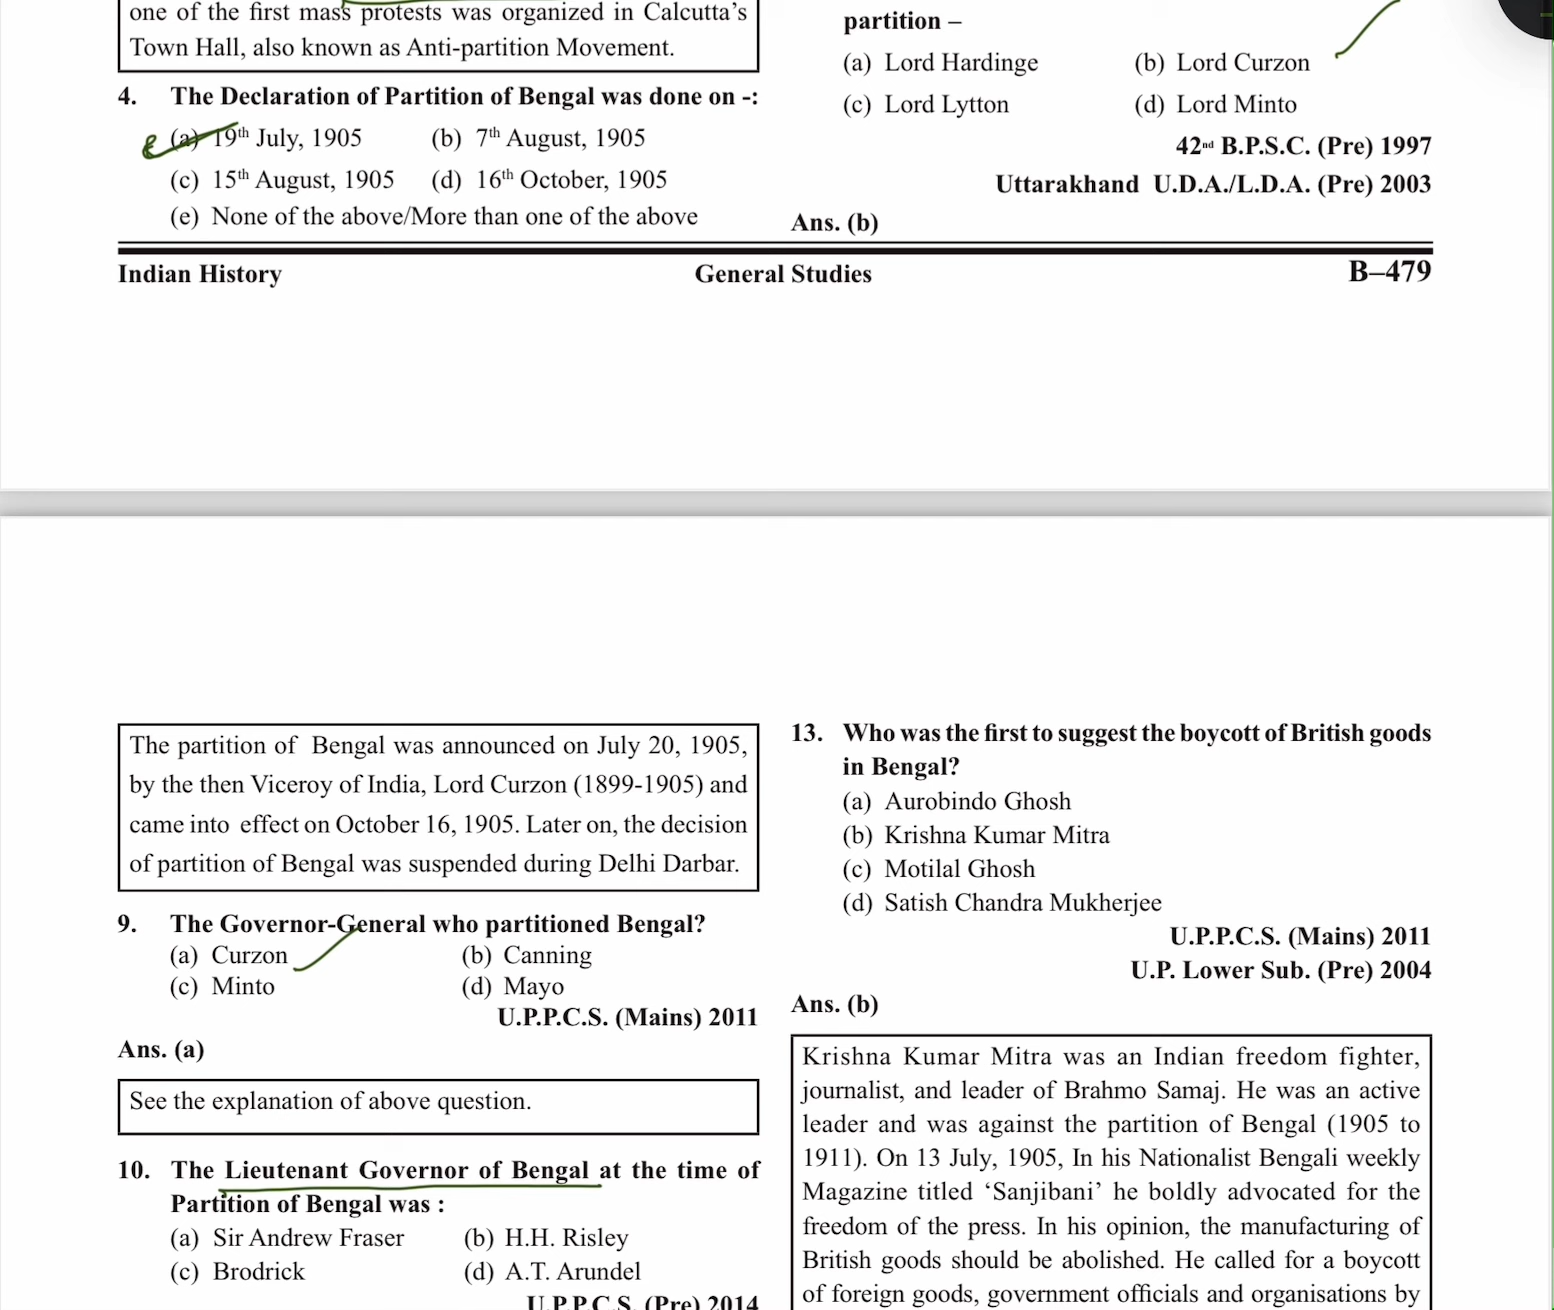 one of the first mass protests was organized in Calcutta’s
Town Hall, also known as Anti-partition Movement.
4. The Declaration of Partition of Bengal was done on -:
(a) 19th July, 1905 (b) 7th August, 1905
(c) 15th August, 1905 (d) 16th October, 1905
(e) None of the above/More than one of the above
partition –
(a) Lord Hardinge (b) Lord Curzon
(c) Lord Lytton (d) Lord Minto
42nd B.P.S.C. (Pre) 1997
Uttarakhand U.D.A./L.D.A. (Pre) 2003
Ans. (b)
Indian History General Studies B–479
The partition of Bengal was announced on July 20, 1905,
by the then Viceroy of India, Lord Curzon (1899-1905) and
came into effect on October 16, 1905. Later on, the decision
of partition of Bengal was suspended during Delhi Darbar.
9. The Governor-General who partitioned Bengal?
(a) Curzon (b) Canning
(c) Minto (d) Mayo
U.P.P.C.S. (Mains) 2011
Ans. (a)
See the explanation of above question.
10. The Lieutenant Governor of Bengal at the time of
Partition of Bengal was :
(a) Sir Andrew Fraser (b) H.H. Risley
(c) Brodrick (d) A.T. Arundel
U.P.P.C.S. (Pre) 2014
13. Who was the first to suggest the boycott of British goods
in Bengal?
(a) Aurobindo Ghosh
(b) Krishna Kumar Mitra
(c) Motilal Ghosh
(d) Satish Chandra Mukherjee
U.P.P.C.S. (Mains) 2011
U.P. Lower Sub. (Pre) 2004
Ans. (b)
Krishna Kumar Mitra was an Indian freedom fighter,
journalist, and leader of Brahmo Samaj. He was an active
leader and was against the partition of Bengal (1905 to
1911). On 13 July, 1905, In his Nationalist Bengali weekly
Magazine titled ‘Sanjibani’ he boldly advocated for the
freedom of the press. In his opinion, the manufacturing of
British goods should be abolished. He called for a boycott
of foreign goods, government officials and organisations by